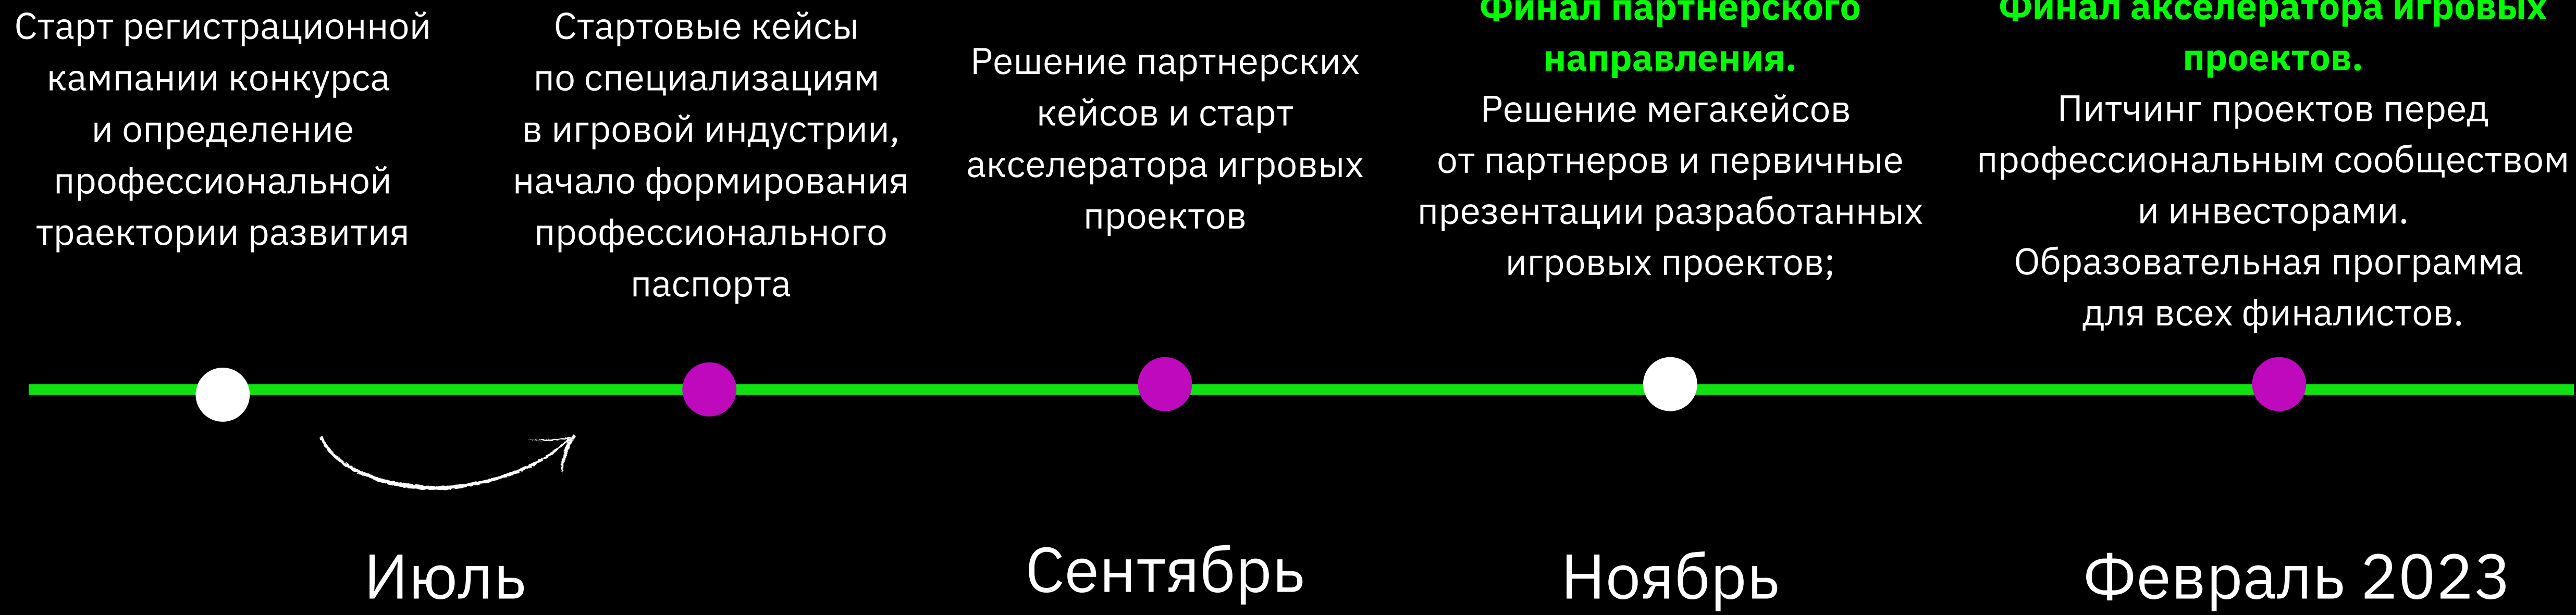 Старт регистрационной
кампании конкурса
и определение
профессиональной
траектории развития
Стартовые кейсы
по специализациям
в игровой индустрии,
начало формирования
профессионального
паспорта
Решение партнерских
кейсов и старт
акселератора игровых
проектов
Финал партнерского
направления.
Решение мегакейсов
от партнеров и первичные
презентации разработанных
игровых проектов;
Финал акселератора игровых
проектов.
Питчинг проектов перед
профессиональным сообществом
и инвесторами.
Образовательная программа
для всех финалистов.
Июль
Сентябрь
Ноябрь
Февраль 2023